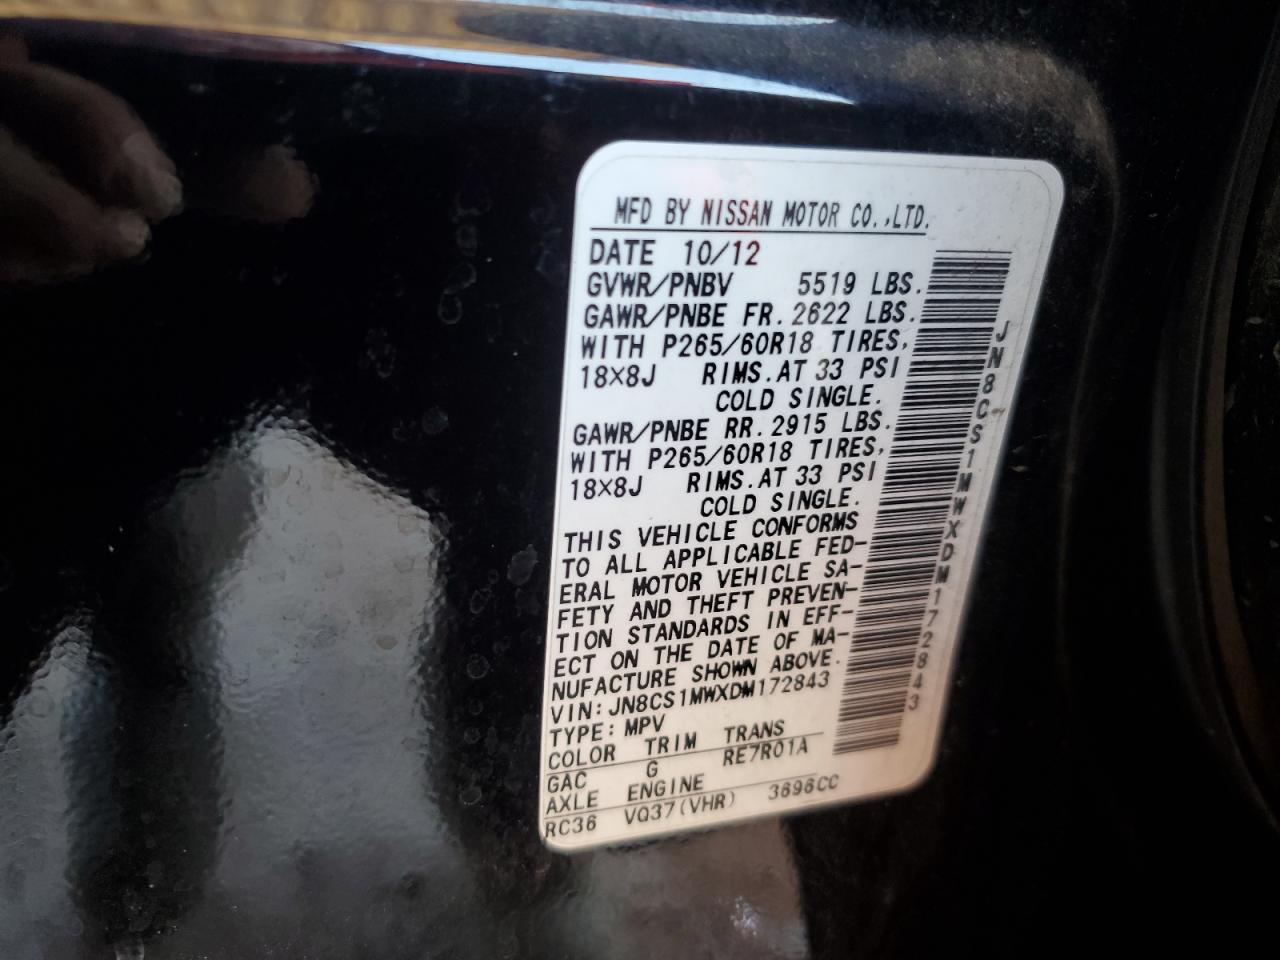 MFD BY NISSAN MOTOR CO.,LTD.
DATE 10/12
GVWR/PNBV 5519 LBS.
GAWR/PNBE FR. 2622 LBS.
WITH P265/60R18 TIRES,
18X8J RIMS. AT 33 PSI
COLD SINGLE.
GAWR/PNBE RR. 2915 LBS.
WITH P265/60R18 TIRES,
18X8J RIMS. AT 33 PSI
COLD SINGLE.
THIS VEHICLE CONFORMS
TO ALL APPLICABLE FED-
ERAL MOTOR VEHICLE SA-
FETY AND THEFT PREVEN-
TION STANDARDS IN EFF-
ECT ON THE DATE OF MA-
NUFACTURE SHOWN ABOVE.
VIN: JN8CS1MWXDM172843
TYPE: MPV
COLOR TRIM TRANS
GAC G RE7R01A
AXLE ENGINE
RC36 VQ37(VHR) 3696CC
JN8CS1MWXDM172843